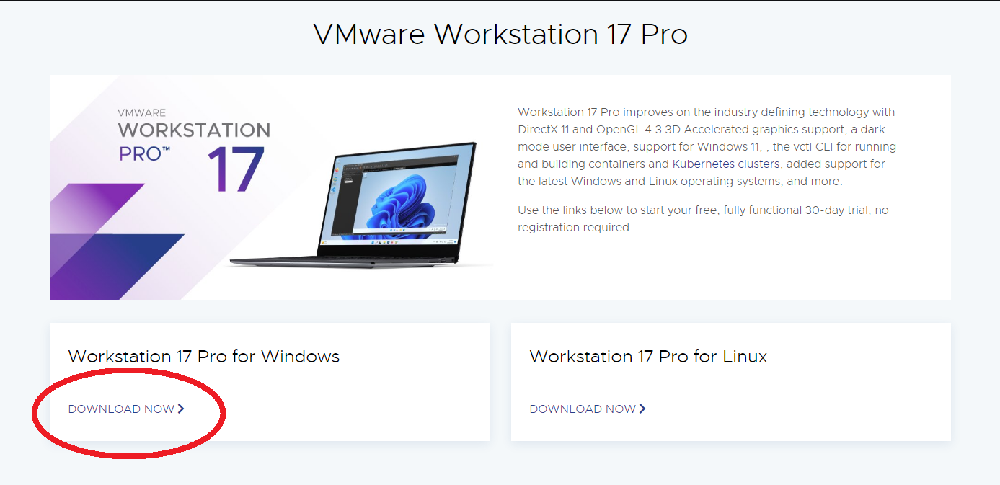 VMware Workstation 17 Pro
VMWARE
WORKSTATION
PRO™ 17
Workstation 17 Pro improves on the industry defining technology with
DirectX 11 and OpenGL 4.3 3D Accelerated graphics support, a dark
mode user interface, support for Windows 11, , the vctl CLI for running
and building containers and Kubernetes clusters, added support for
the latest Windows and Linux operating systems, and more.
Use the links below to start your free, fully functional 30-day trial, no
registration required.
Workstation 17 Pro for Windows
DOWNLOAD NOW
Workstation 17 Pro for Linux
DOWNLOAD NOW